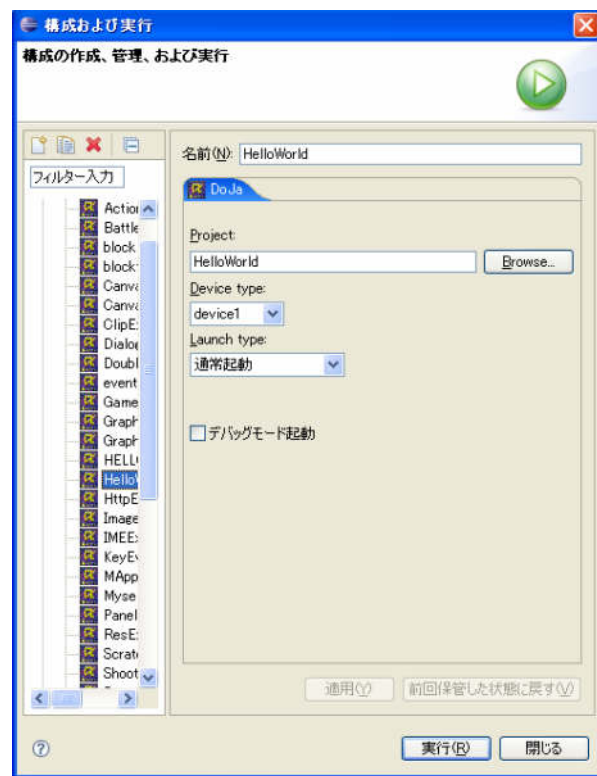 構成および実行
構成の作成、管理、および実行
フィルター入力
Action
Battle
block
block
Canva
Canva
ClipE
Dialog
Doubl
event
Game
Graph
Graph
HELL
Hello
HttpE
Image
IMEE
KeyEv
MApp
Myse
Panel
ResE
Scrat
Shoot
名前(N): HelloWorld
DoJa
Project:
HelloWorld Browse...
Device type:
device1
Launch type:
通常起動
デバッグモード起動
適用(Y) 前回保管した状態に戻す(V)
実行(R) 閉じる